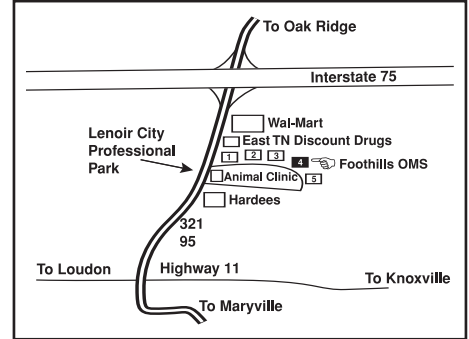 To Oak Ridge
Interstate 75
Wal-Mart
Lenoir City
Professional
Park
East TN Discount Drugs
1 2 3 4 Foothills OMS
Animal Clinic 5
Hardees
321
95
To Loudon Highway 11 To Knoxville
To Maryville